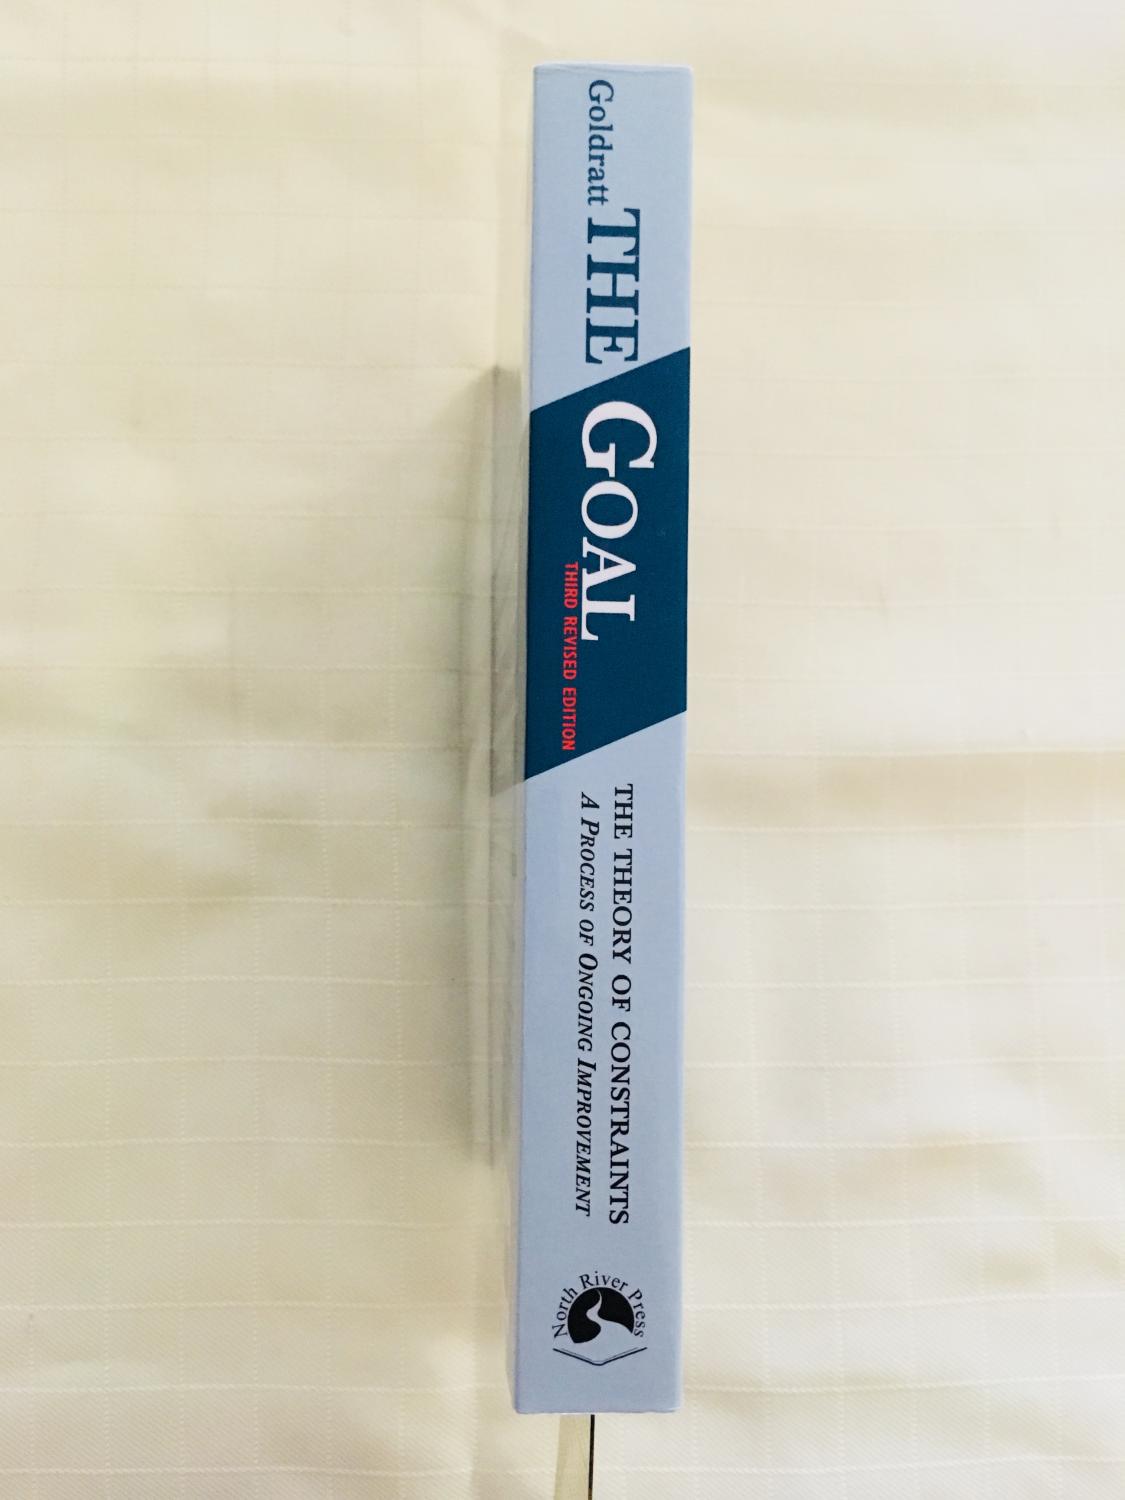 Goldratt
THE GOAL
THIRD REVISED EDITION
THE THEORY OF CONSTRAINTS
A PROCESS OF ONGOING IMPROVEMENT
North River Press